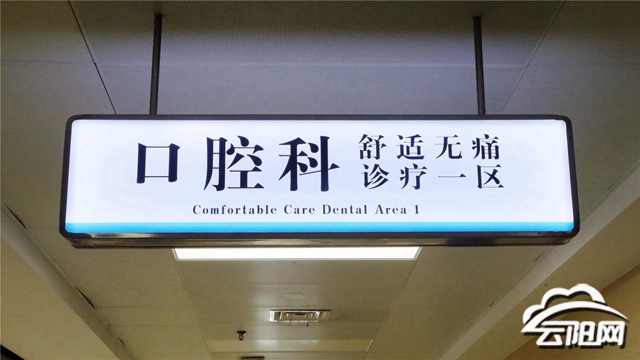 口腔科
舒适无痛
诊疗一区
Comfortable Care Dental Area 1
云阳网